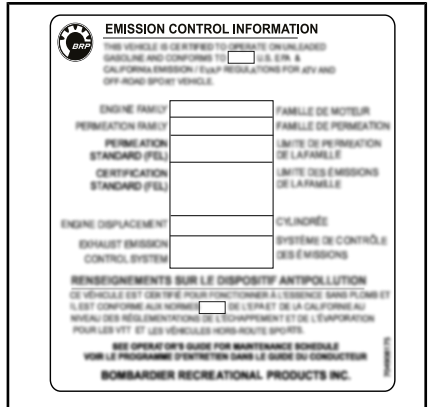 BRP
EMISSION CONTROL INFORMATION
THIS VEHICLE IS CERTIFIED TO OPERATE ON UNLEADED
GASOLINE AND CONFORMS TO U.S. EPA &
CALIFORNIA EMISSION / EVAP REGULATIONS FOR ATV AND
OFF-ROAD SPORT VEHICLE.
ENGINE FAMILY FAMILLE DE MOTEUR
PERMEATION FAMILY FAMILLE DE PERMEATION
PERMEATION LIMITE DE PERMEATION
STANDARD (FEL) DE LA FAMILLE
CERTIFICATION LIMITE DES ÉMISSIONS
STANDARD (FEL) DE LA FAMILLE
ENGINE DISPLACEMENT CYLINDRÉE
EXHAUST EMISSION SYSTÈME DE CONTRÔLE
CONTROL SYSTEM DES ÉMISSIONS
RENSEIGNEMENTS SUR LE DISPOSITIF ANTIPOLLUTION
CE VÉHICULE EST CERTIFIÉ POUR FONCTIONNER À L'ESSENCE SANS PLOMB ET
IL EST CONFORME AUX NORMES DE L'EPA ET DE LA CALIFORNIE AU
NIVEAU DES RÉGLEMENTATIONS DE L'ÉCHAPPEMENT ET DE L'ÉVAPORATION
POUR LES VTT ET LES VÉHICULES HORS-ROUTE SPORTS.
SEE OPERATOR'S GUIDE FOR MAINTENANCE SCHEDULE
VOIR LE PROGRAMME D'ENTRETIEN DANS LE GUIDE DU CONDUCTEUR
BOMBARDIER RECREATIONAL PRODUCTS INC.